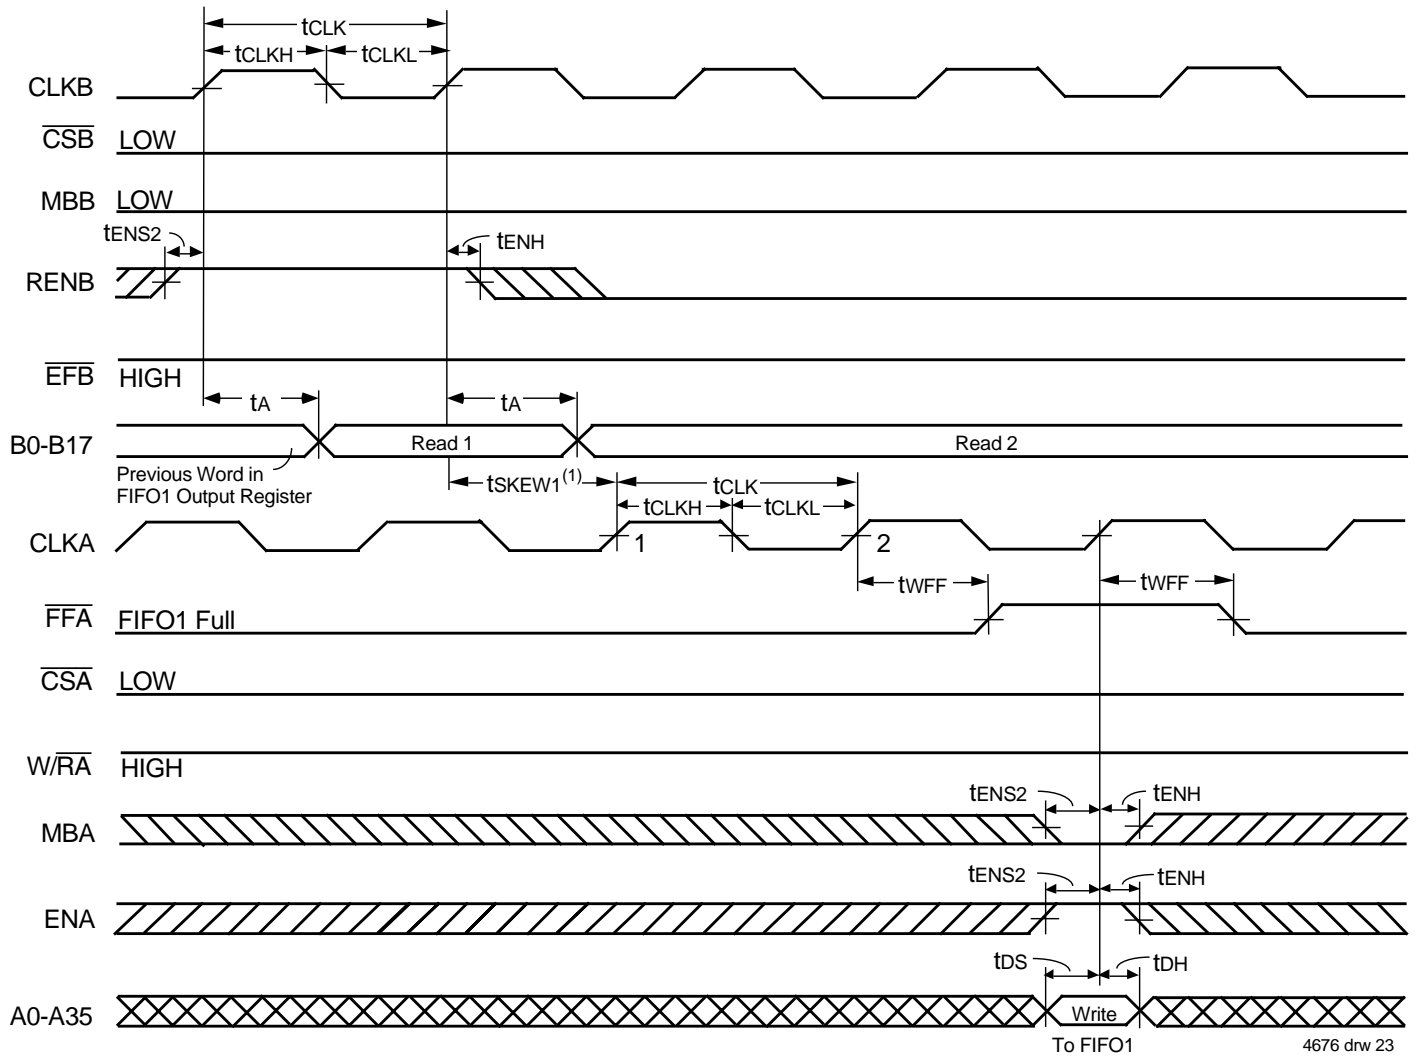 tCLK
tCLKH tCLKL
CLKB
CSB LOW
MBB LOW
tENS2 tENH
RENB
EFB HIGH
tA tA
B0-B17 Read 1 Read 2
Previous Word in
FIFO1 Output Register
tSKEW1(1) tCLK
tCLKH tCLKL
CLKA 1 2
tWFF tWFF
FFA FIFO1 Full
CSA LOW
W/RA HIGH
tENS2 tENH
MBA
tENS2 tENH
ENA
tDS tDH
A0-A35 Write
To FIFO1 4676 drw 23